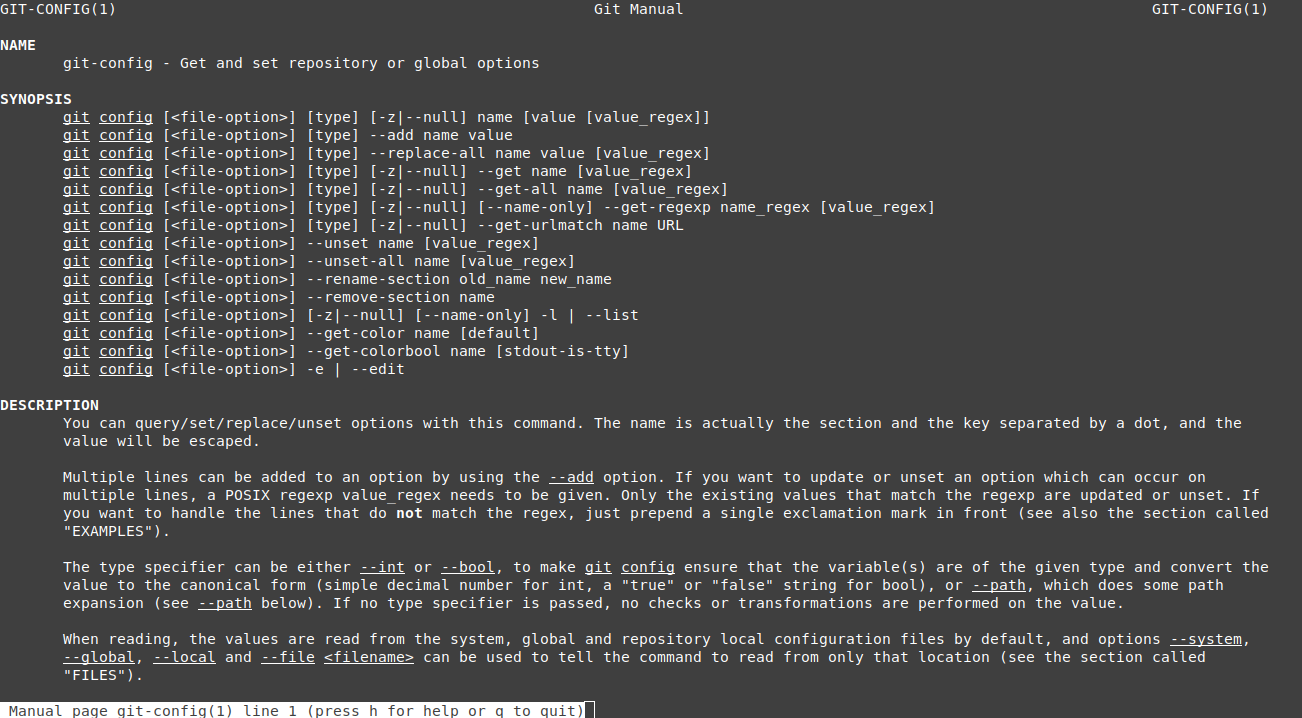 GIT-CONFIG(1) Git Manual GIT-CONFIG(1)
NAME
git-config - Get and set repository or global options
SYNOPSIS
git config [<file-option>] [type] [-z|--null] name [value [value_regex]]
git config [<file-option>] [type] --add name value
git config [<file-option>] [type] --replace-all name value [value_regex]
git config [<file-option>] [type] [-z|--null] --get name [value_regex]
git config [<file-option>] [type] [-z|--null] --get-all name [value_regex]
git config [<file-option>] [type] [-z|--null] [--name-only] --get-regexp name_regex [value_regex]
git config [<file-option>] [type] [-z|--null] --get-urlmatch name URL
git config [<file-option>] --unset name [value_regex]
git config [<file-option>] --unset-all name [value_regex]
git config [<file-option>] --rename-section old_name new_name
git config [<file-option>] --remove-section name
git config [<file-option>] [-z|--null] [--name-only] -l | --list
git config [<file-option>] --get-color name [default]
git config [<file-option>] --get-colorbool name [stdout-is-tty]
git config [<file-option>] -e | --edit
DESCRIPTION
You can query/set/replace/unset options with this command. The name is actually the section and the key separated by a dot, and the
value will be escaped.
Multiple lines can be added to an option by using the --add option. If you want to update or unset an option which can occur on
multiple lines, a POSIX regexp value_regex needs to be given. Only the existing values that match the regexp are updated or unset. If
you want to handle the lines that do not match the regex, just prepend a single exclamation mark in front (see also the section called
"EXAMPLES").
The type specifier can be either --int or --bool, to make git config ensure that the variable(s) are of the given type and convert the
value to the canonical form (simple decimal number for int, a "true" or "false" string for bool), or --path, which does some path
expansion (see --path below). If no type specifier is passed, no checks or transformations are performed on the value.
When reading, the values are read from the system, global and repository local configuration files by default, and options --system,
--global, --local and --file <filename> can be used to tell the command to read from only that location (see the section called
"FILES").
Manual page git-config(1) line 1 (press h for help or q to quit)